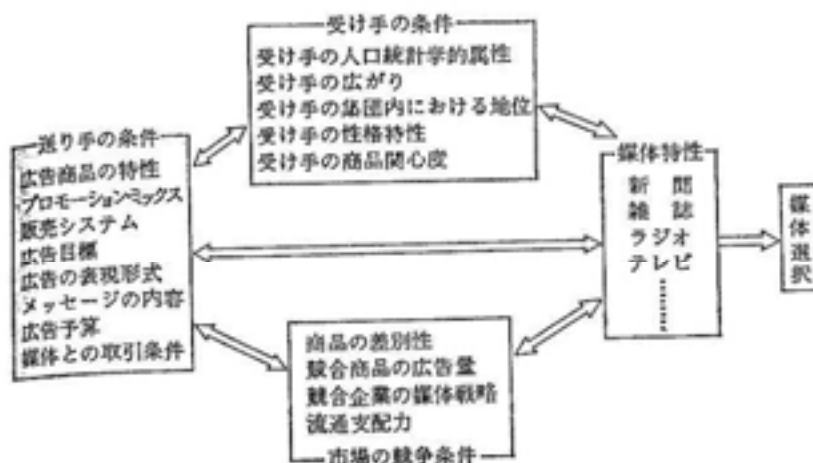 受け手の条件
受け手の人口統計学的属性
受け手の広がり
受け手の集団内における地位
受け手の性格特性
受け手の商品関心度
送り手の条件
広告商品の特性
プロモーション・ミックス
販売システム
広告目標
広告の表現形式
メッセージの内容
広告予算
媒体との取引条件
商品の差別性
競合商品の広告量
競合企業の媒体戦略
流通支配力
市場の競争条件
媒体特性
新聞
雑誌
ラジオ
テレビ
媒体選択